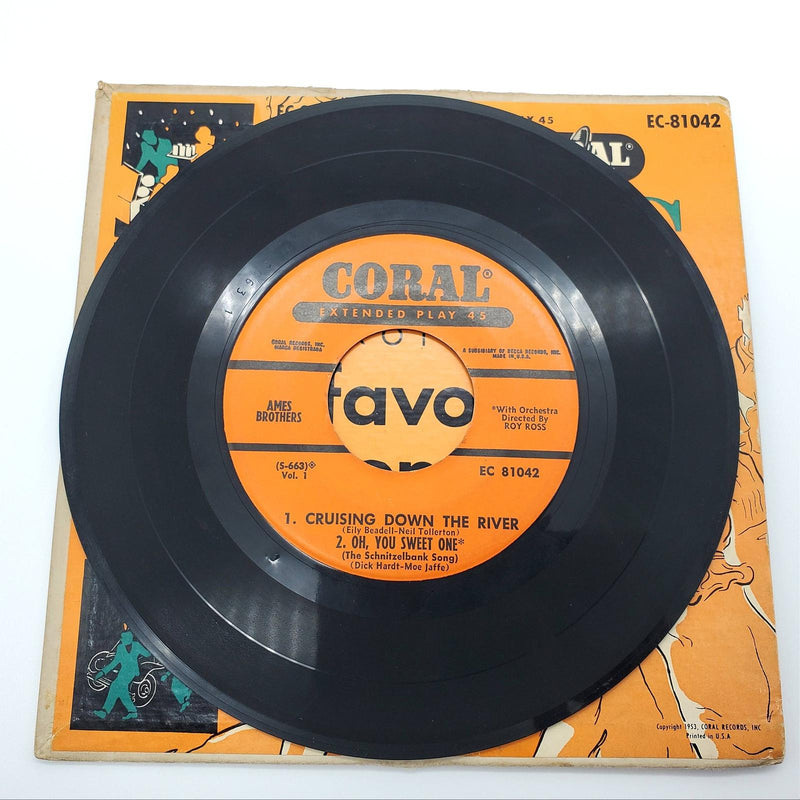 EC-81042
CORAL®
EXTENDED PLAY 45
CORAL RECORDS, INC.
MARCA REGISTRADA
A SUBSIDIARY OF DECCA RECORDS, INC.
MADE IN U.S.A.
AMES
BROTHERS
favo
*With Orchestra
Directed By
ROY ROSS
(S-663)
Vol. 1
EC 81042
1. CRUISING DOWN THE RIVER
(Eily Beadell-Neil Tollerton)
2. OH, YOU SWEET ONE*
(The Schnitzelbank Song)
(Dick Hardt-Moe Jaffe)
Copyright 1953, CORAL RECORDS, INC
Printed in U.S.A